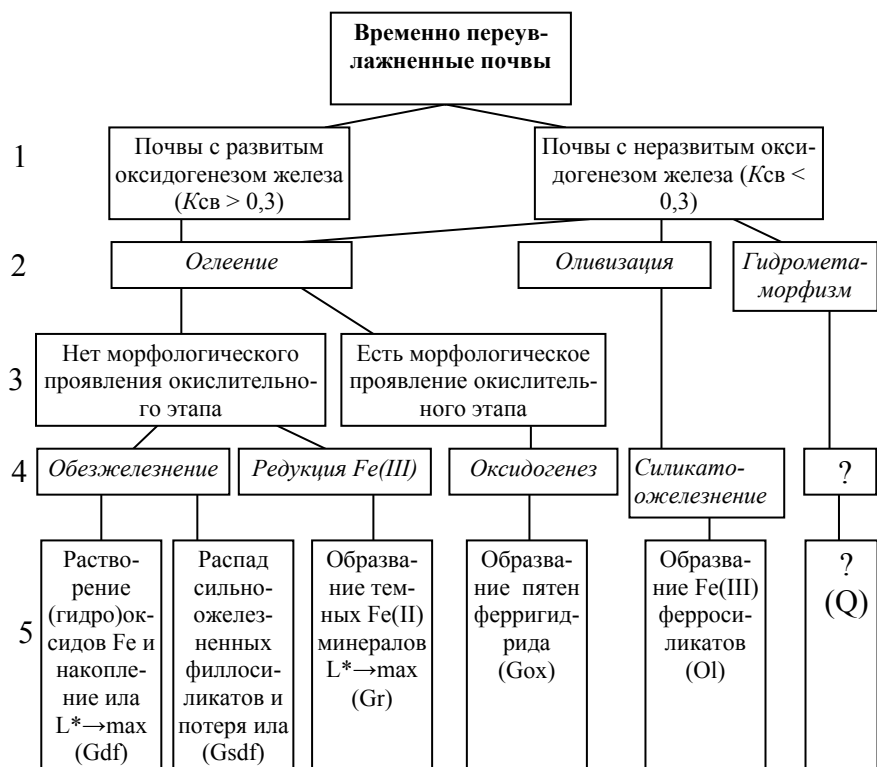 Временно переув-
лажненные почвы
1
Почвы с развитым
оксидогенезом железа
(Kсв > 0,3)
Почвы с неразвитым окси-
догенезом железа (Kсв <
0,3)
2
Оглеение
Оливизация
Гидромета-
морфизм
3
Нет морфологического
проявления окислительно-
го этапа
Есть морфологическое
проявление окислитель-
ного этапа
4
Обезжелезнение
Редукция Fe(III)
Оксидогенез
Силикато-
ожелезнение
?
5
Раство-
рение
(гидро)ок-
сидов Fe и
накопле-
ние ила
L*→max
(Gdf)
Распад
сильно-
ожелез-
ненных
филлоси-
ликатов и
потеря ила
(Gsdf)
Образва-
ние тем-
ных Fe(II)
минералов
L*→max
(Gr)
Образва-
ние пятен
ферригид-
рида
(Gox)
Образва-
ние Fe(III)
ферроси-
ликатов
(Ol)
?
(Q)